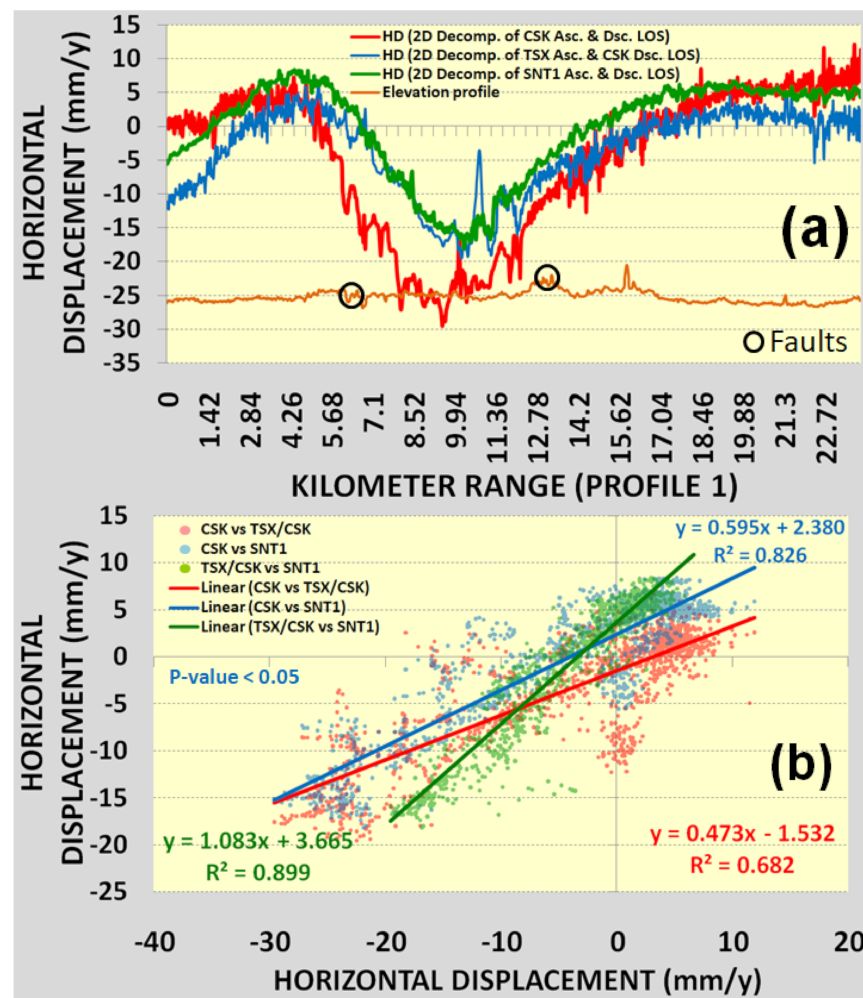 HD (2D Decomp. of CSK Asc. & Dsc. LOS)
HD (2D Decomp. of TSX Asc. & CSK Dsc. LOS)
HD (2D Decomp. of SNT1 Asc. & Dsc. LOS)
Elevation profile
HORIZONTAL
DISPLACEMENT (mm/y)
15
10
5
0
-5
-10
-15
-20
-25
-30
-35
(a)
Faults
0
1.42
2.84
4.26
5.68
7.1
8.52
9.94
11.36
12.78
14.2
15.62
17.04
18.46
19.88
21.3
22.72
KILOMETER RANGE (PROFILE 1)
CSK vs TSX/CSK
CSK vs SNT1
TSX/CSK vs SNT1
Linear (CSK vs TSX/CSK)
Linear (CSK vs SNT1)
Linear (TSX/CSK vs SNT1)
y = 0.595x + 2.380
R² = 0.826
P-value < 0.05
HORIZONTAL
DISPLACEMENT (mm/y)
15
10
5
0
-5
-10
-15
-20
-25
(b)
y = 1.083x + 3.665
R² = 0.899
y = 0.473x - 1.532
R² = 0.682
-40
-30
-20
-10
0
10
20
HORIZONTAL DISPLACEMENT (mm/y)